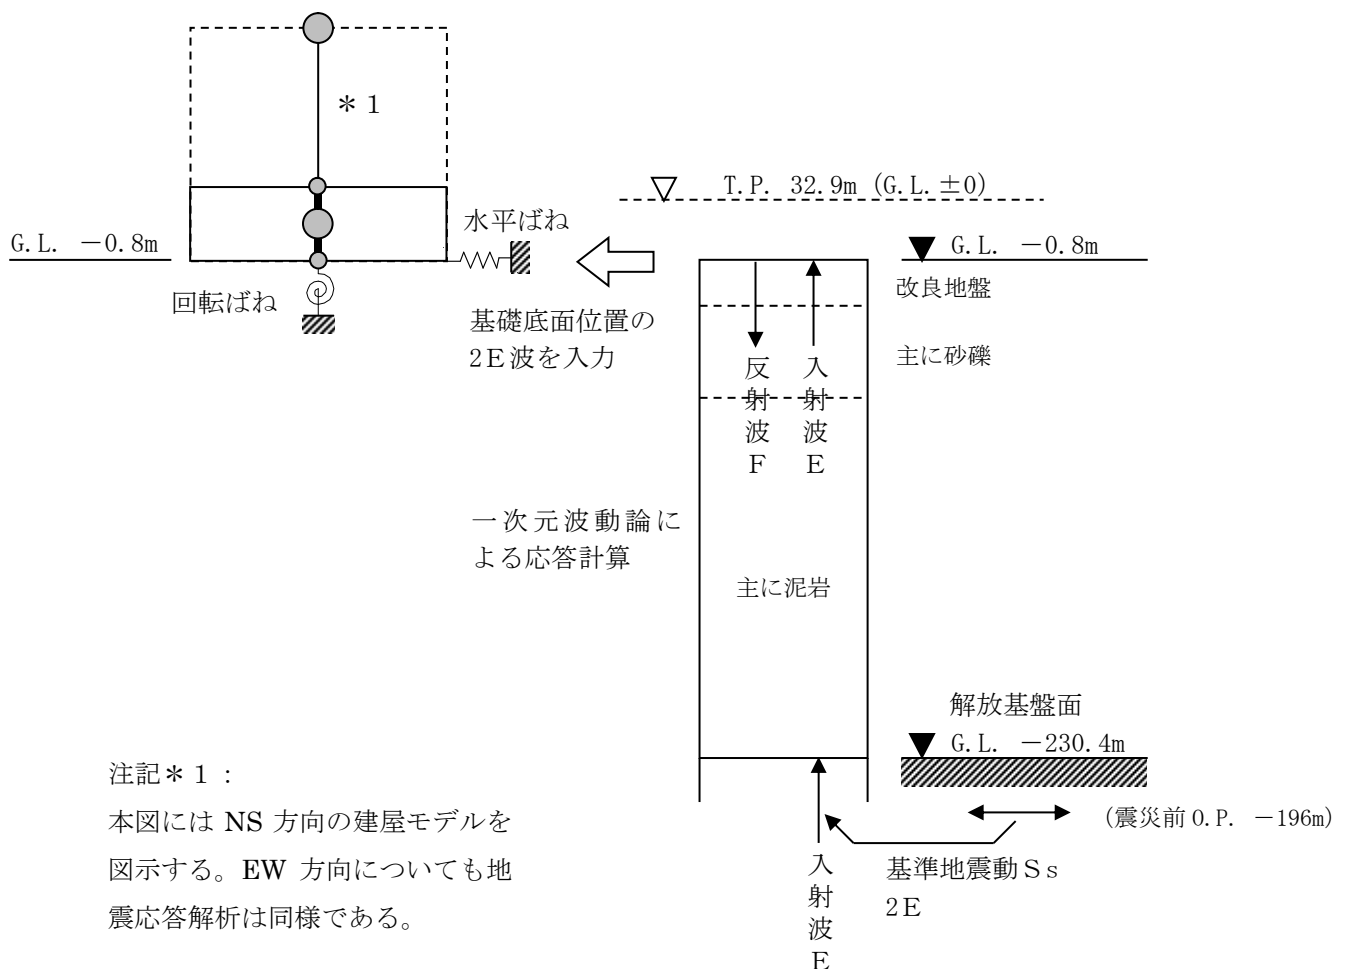 ＊1
T.P. 32.9m (G.L.±0)
G.L. －0.8m
水平ばね
G.L. －0.8m
回転ばね
改良地盤
基礎底面位置の
2E波を入力
主に砂礫
反射波F
入射波E
一次元波動論に
よる応答計算
主に泥岩
解放基盤面
G.L. －230.4m
(震災前O.P. －196m)
基準地震動Ss
2E
入射波E
注記＊1：
本図には NS 方向の建屋モデルを
図示する。EW 方向についても地
震応答解析は同様である。